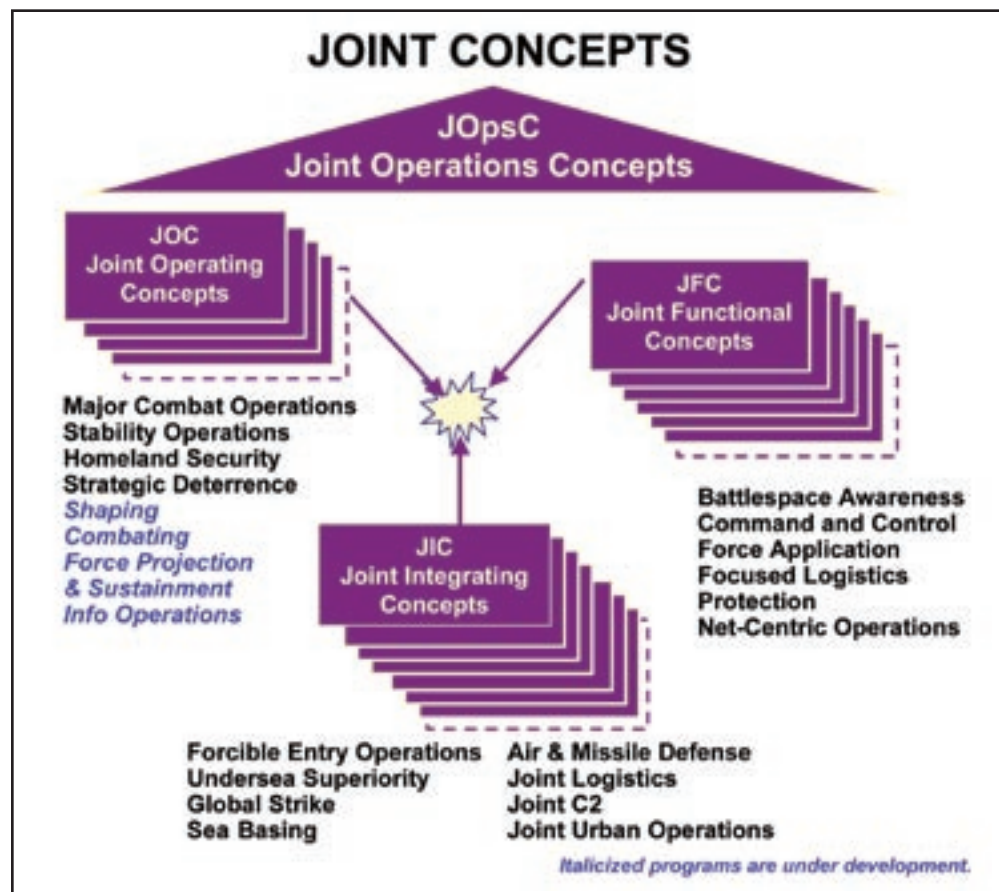 JOINT CONCEPTS
JOpsC
Joint Operations Concepts
JOC
Joint Operating
Concepts
JFC
Joint Functional
Concepts
Major Combat Operations
Stability Operations
Homeland Security
Strategic Deterrence
Shaping
Combating
Force Projection
& Sustainment
Info Operations
Battlespace Awareness
Command and Control
Force Application
Focused Logistics
Protection
Net-Centric Operations
JIC
Joint Integrating
Concepts
Forcible Entry Operations
Undersea Superiority
Global Strike
Sea Basing
Air & Missile Defense
Joint Logistics
Joint C2
Joint Urban Operations
Italicized programs are under development.